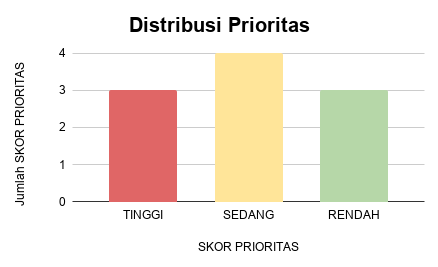 Distribusi Prioritas
Jumlah SKOR PRIORITAS
4
3
2
1
0
TINGGI
SEDANG
RENDAH
SKOR PRIORITAS